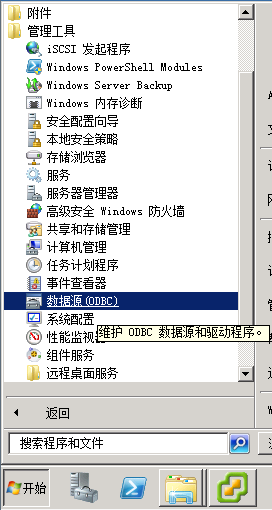 附件
管理工具
iSCSI 发起程序
Windows PowerShell Modules
Windows Server Backup
Windows 内存诊断
安全配置向导
本地安全策略
存储浏览器
服务
服务器管理器
高级安全 Windows 防火墙
共享和存储管理
计算机管理
任务计划程序
事件查看器
数据源(ODBC)
系统配置
性能监视
维护 ODBC 数据源和驱动程序。
组件服务
远程桌面服务
返回
搜索程序和文件
开始